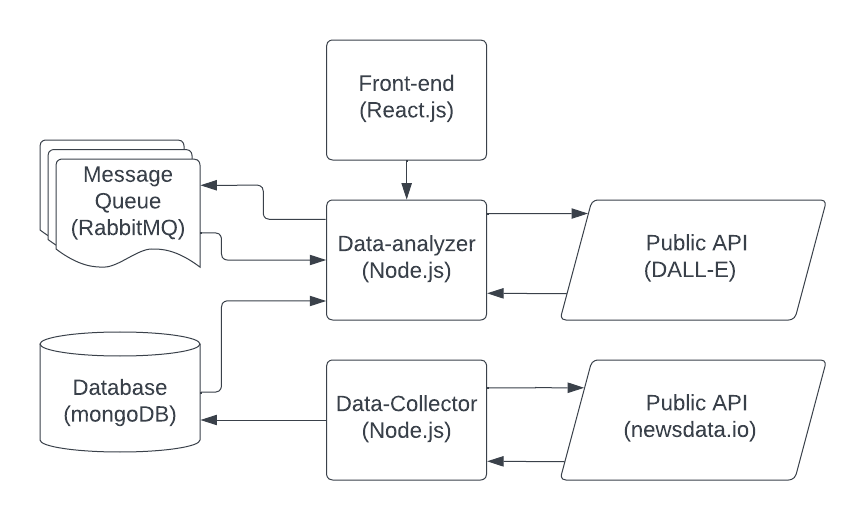 Front-end
(React.js)
Message
Queue
(RabbitMQ)
Data-analyzer
(Node.js)
Public API
(DALL-E)
Database
(mongoDB)
Data-Collector
(Node.js)
Public API
(newsdata.io)